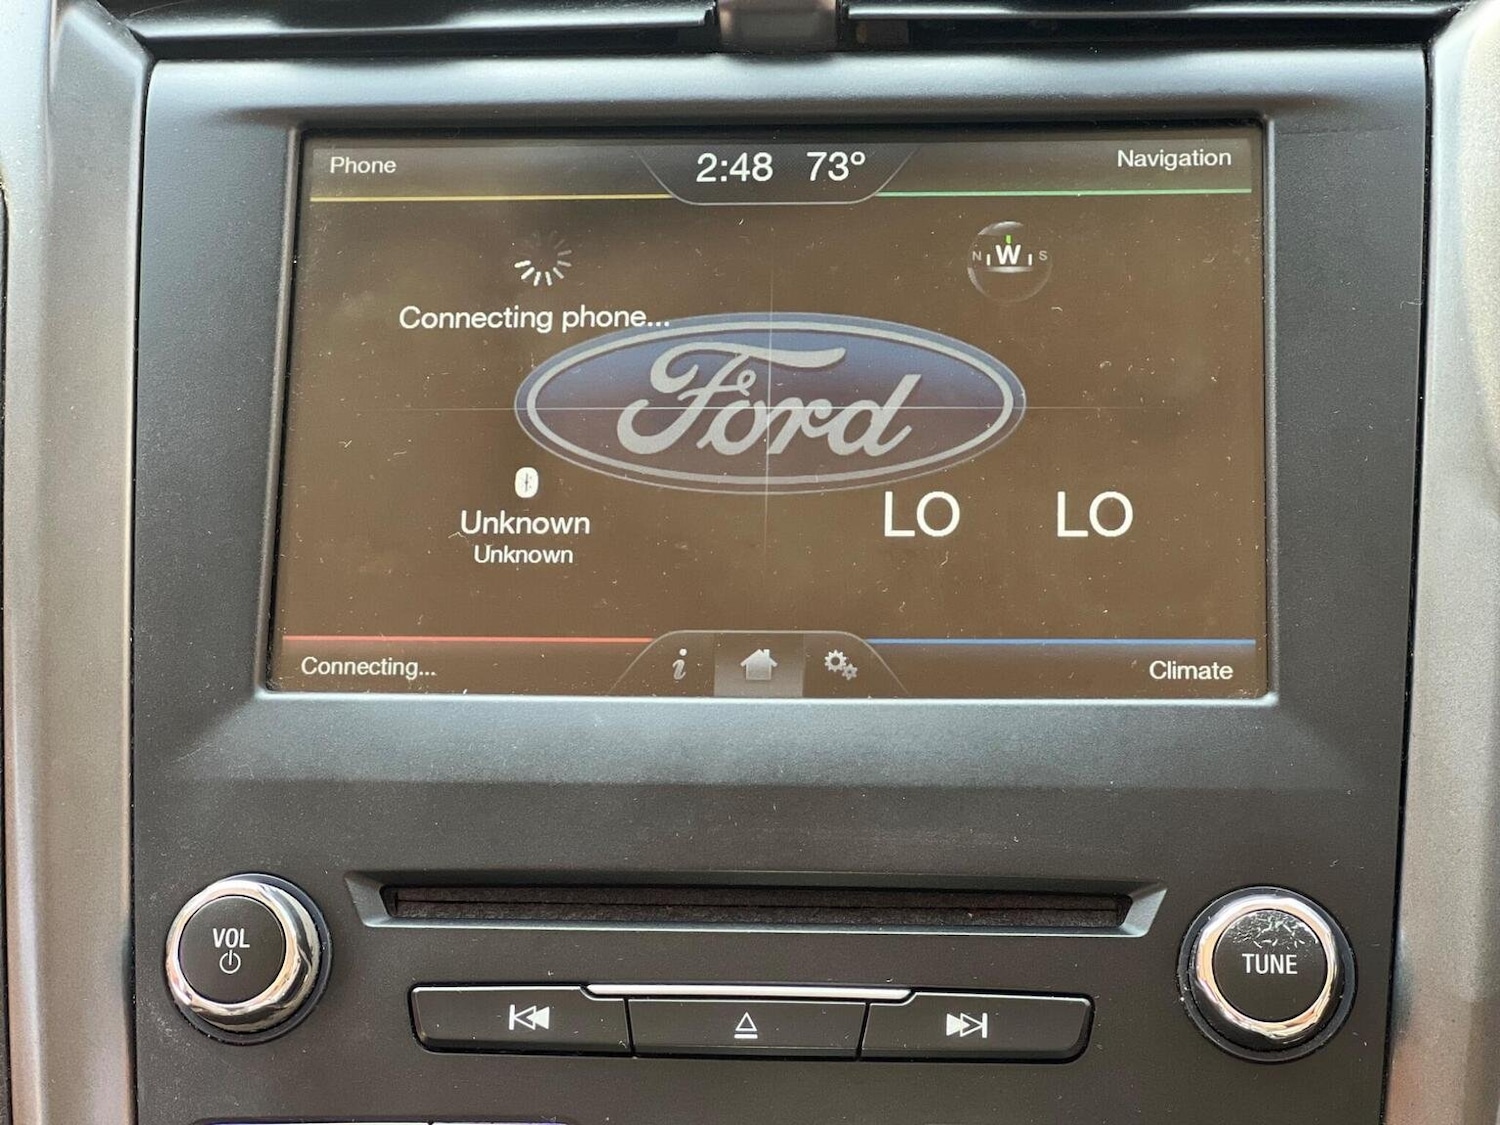 Phone
2:48 73°
Navigation
N W S
Connecting phone...
Ford
Unknown
Unknown
LO LO
Connecting...
i
Climate
VOL
TUNE